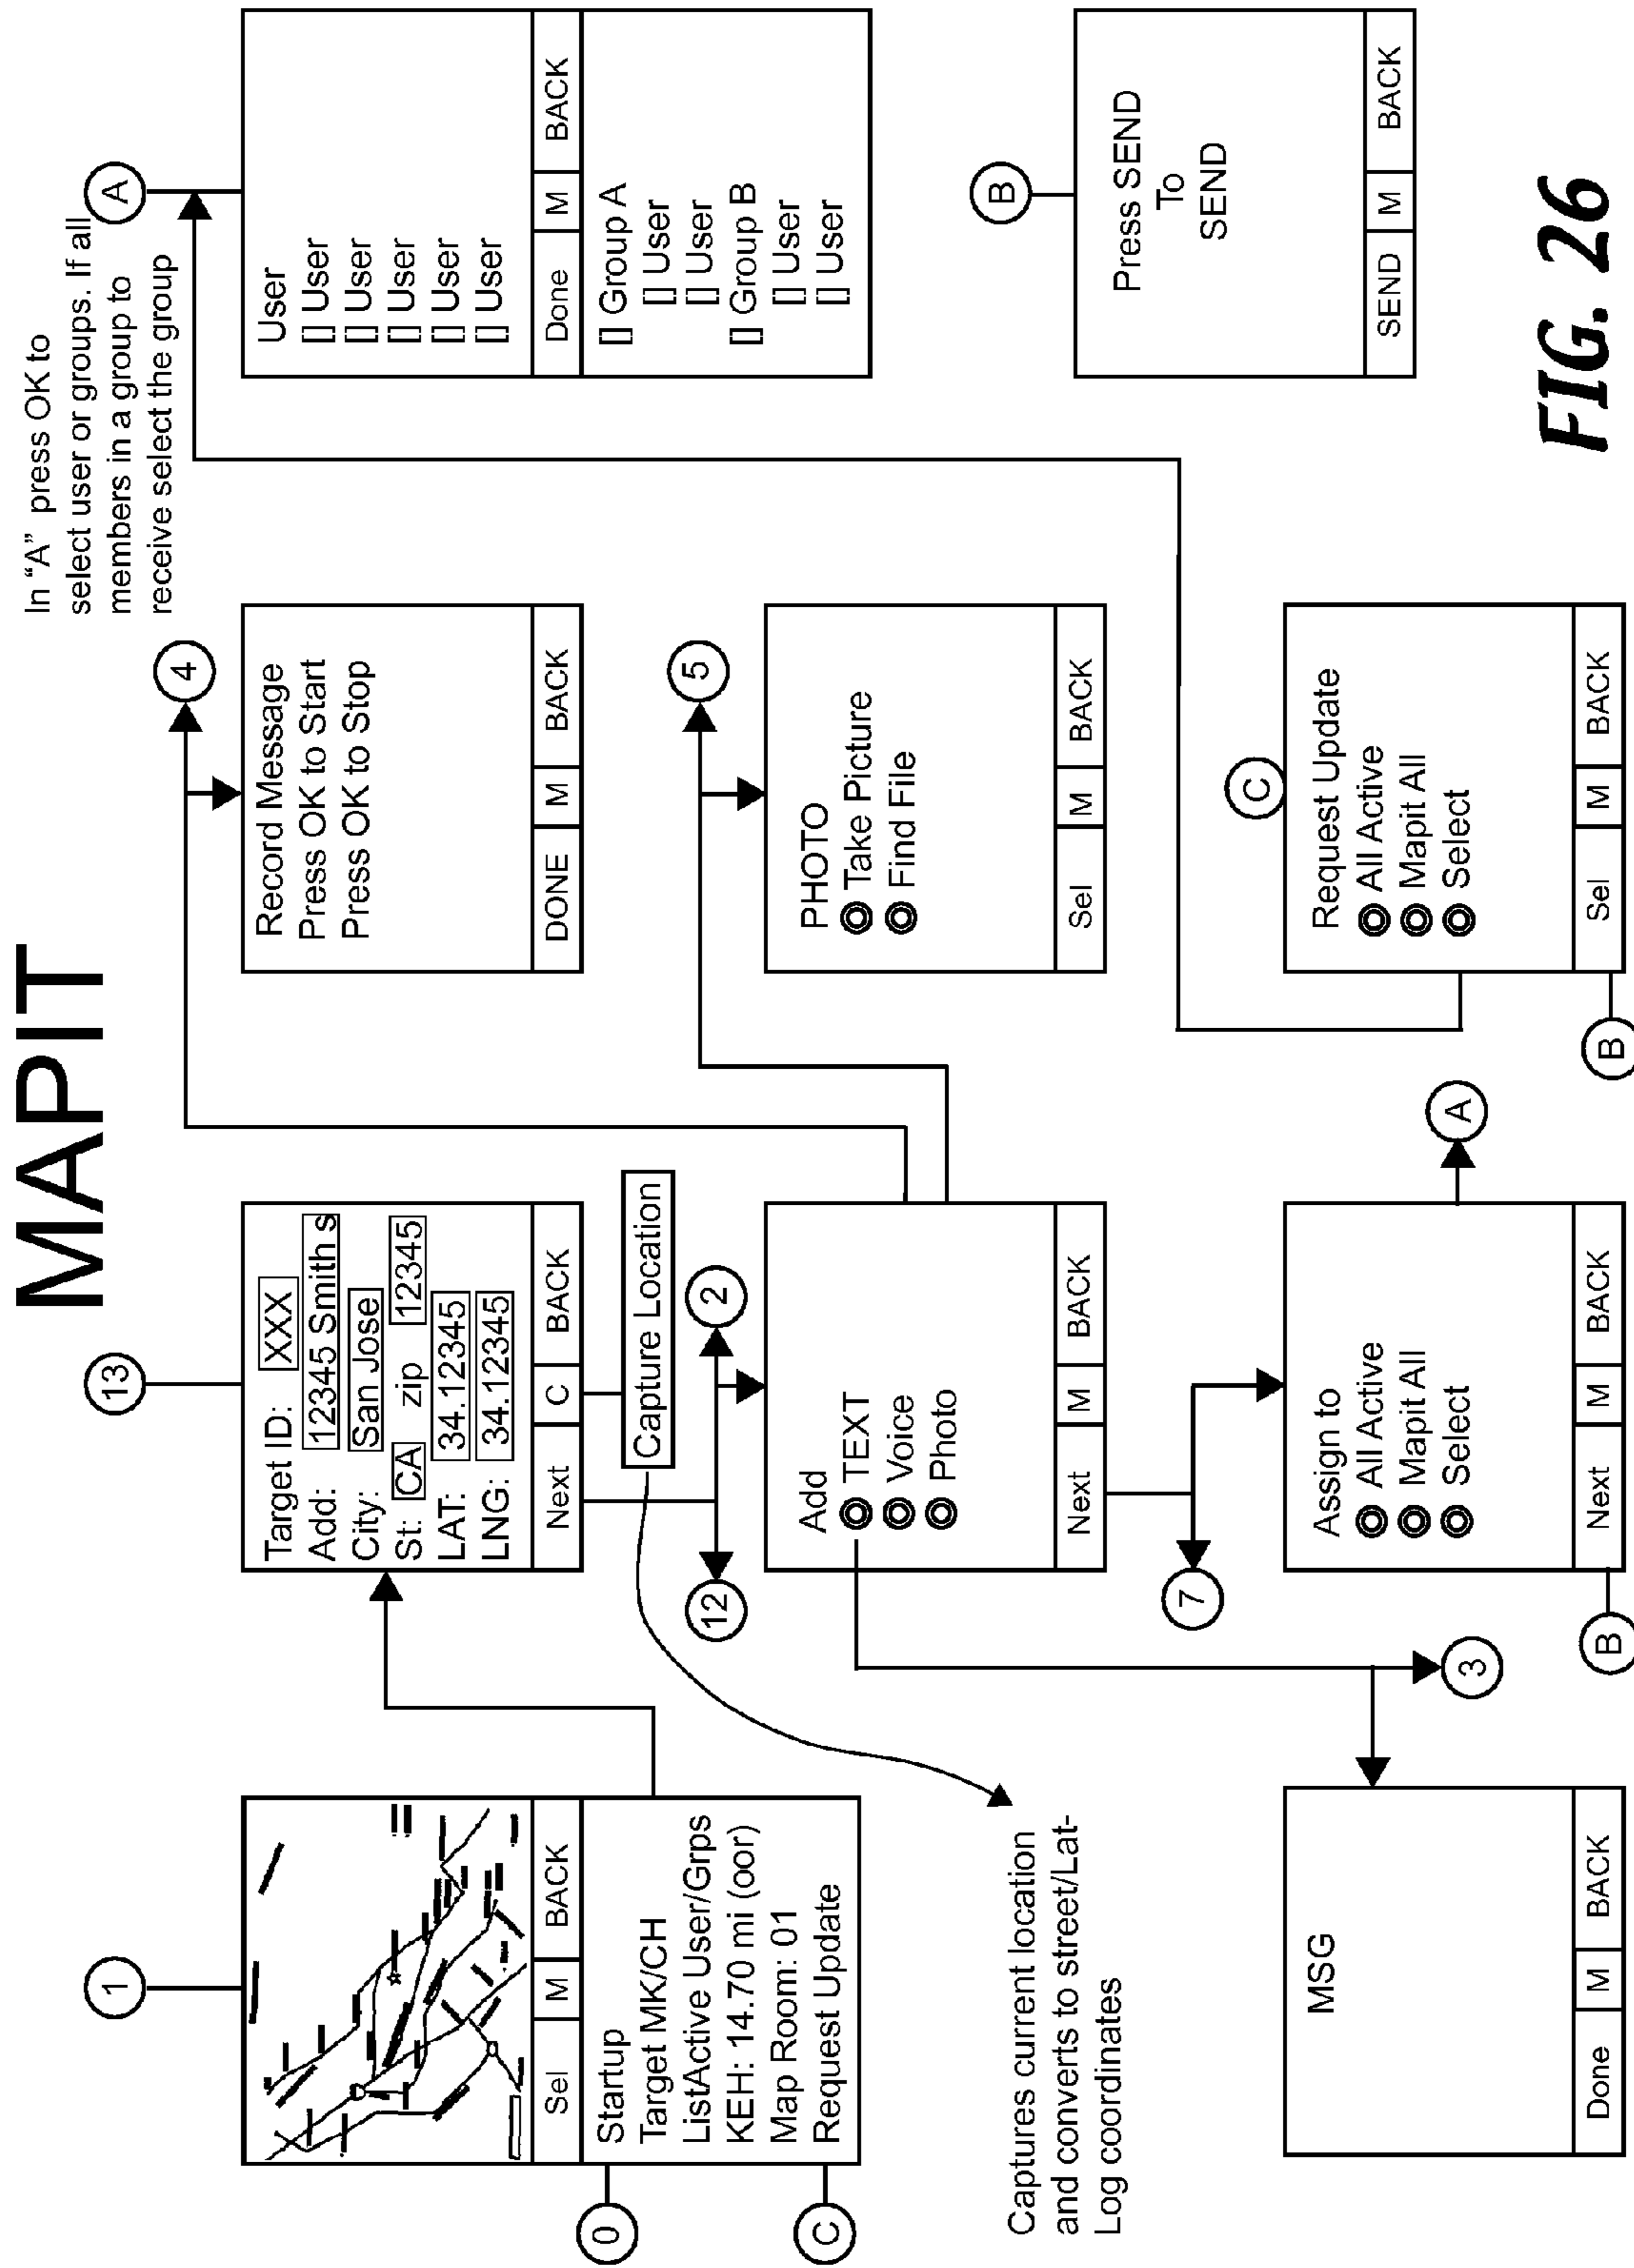 MAPIT
1
Sel M BACK
Startup
Target MK/CH
ListActive User/Grps
KEH: 14.70 mi (oor)
Map Room: 01
Request Update
0
C
Captures current location
and converts to street/Lat-
Log coordinates
MSG
Done M BACK
13
Target ID: XXX
Add: 12345 Smith s
City: San Jose
St: CA zip 12345
LAT: 34.12345
LNG: 34.12345
Next C BACK
Capture Location
12
2
Add
TEXT
Voice
Photo
Next M BACK
7
3
Assign to
All Active
Mapit All
Select
Next M BACK
B
A
4
Record Message
Press OK to Start
Press OK to Stop
DONE M BACK
5
PHOTO
Take Picture
Find File
Sel M BACK
C
Request Update
All Active
Mapit All
Select
Sel M BACK
B
In “A” press OK to
select user or groups. If all
members in a group to
receive select the group
A
User
[] User
[] User
[] User
[] User
[] User
Done M BACK
[] Group A
[] User
[] User
[] Group B
[] User
[] User
B
Press SEND
To
SEND
SEND M BACK
FIG. 26